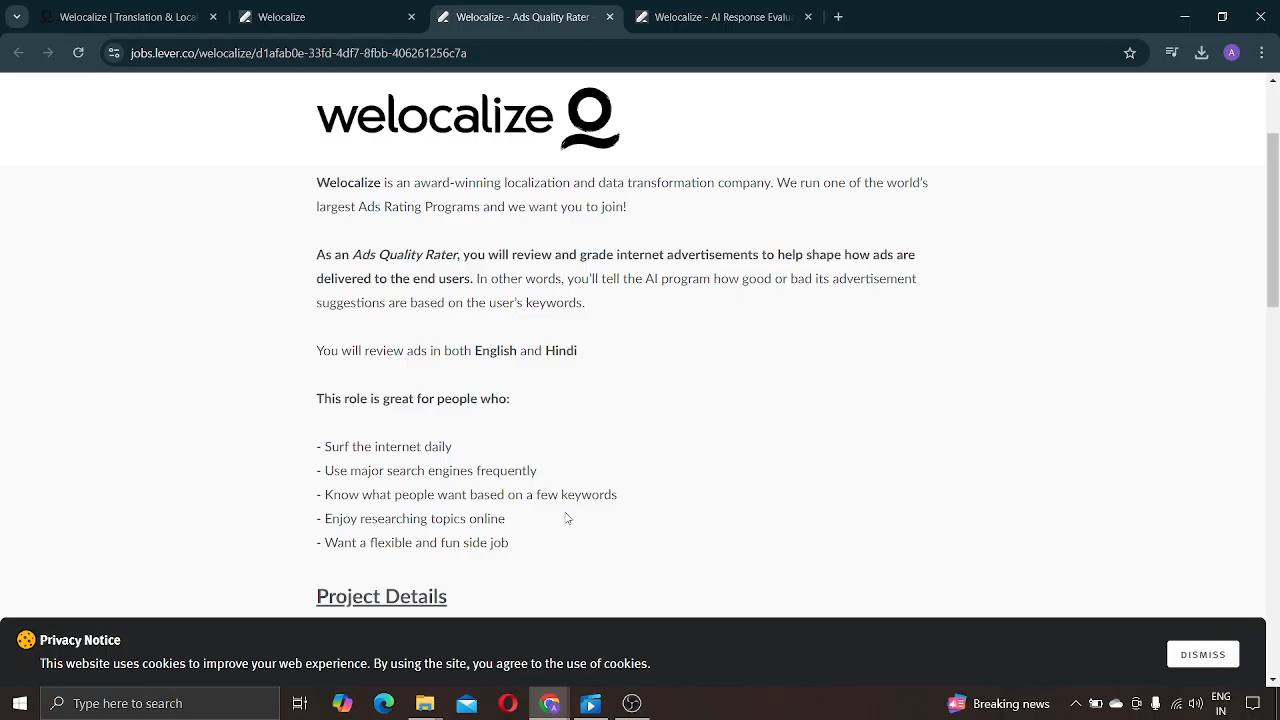 Welocalize | Translation & Local
Welocalize
Welocalize - Ads Quality Rater -
Welocalize - AI Response Evalua
jobs.lever.co/welocalize/d1afab0e-33fd-4df7-8fbb-406261256c7a
A
welocalize
Welocalize is an award-winning localization and data transformation company. We run one of the world's
largest Ads Rating Programs and we want you to join!
As an Ads Quality Rater, you will review and grade internet advertisements to help shape how ads are
delivered to the end users. In other words, you'll tell the AI program how good or bad its advertisement
suggestions are based on the user's keywords.
You will review ads in both English and Hindi
This role is great for people who:
- Surf the internet daily
- Use major search engines frequently
- Know what people want based on a few keywords
- Enjoy researching topics online
- Want a flexible and fun side job
Project Details
Privacy Notice
This website uses cookies to improve your web experience. By using the site, you agree to the use of cookies.
DISMISS
Type here to search
Breaking news
ENG
IN